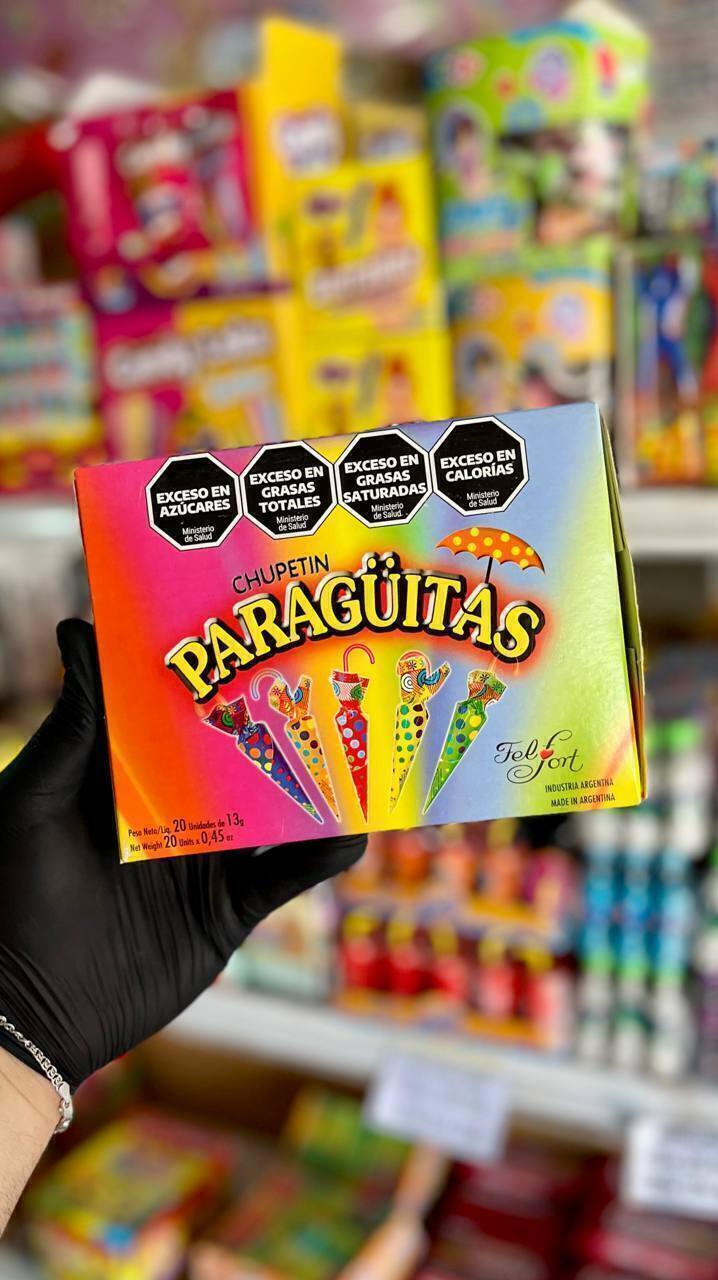 EXCESO EN
AZÚCARES
Ministerio
de Salud
EXCESO EN
GRASAS
TOTALES
Ministerio
de Salud
EXCESO EN
GRASAS
SATURADAS
Ministerio
de Salud
EXCESO EN
CALORÍAS
Ministerio
de Salud
CHUPETIN
PARAGÜITAS
Felfort
INDUSTRIA ARGENTNA
MADE IN ARGENTINA
Peso Neto/Liq. 20 Unidades de 13g
Net Weight 20 Units x 0,45 oz